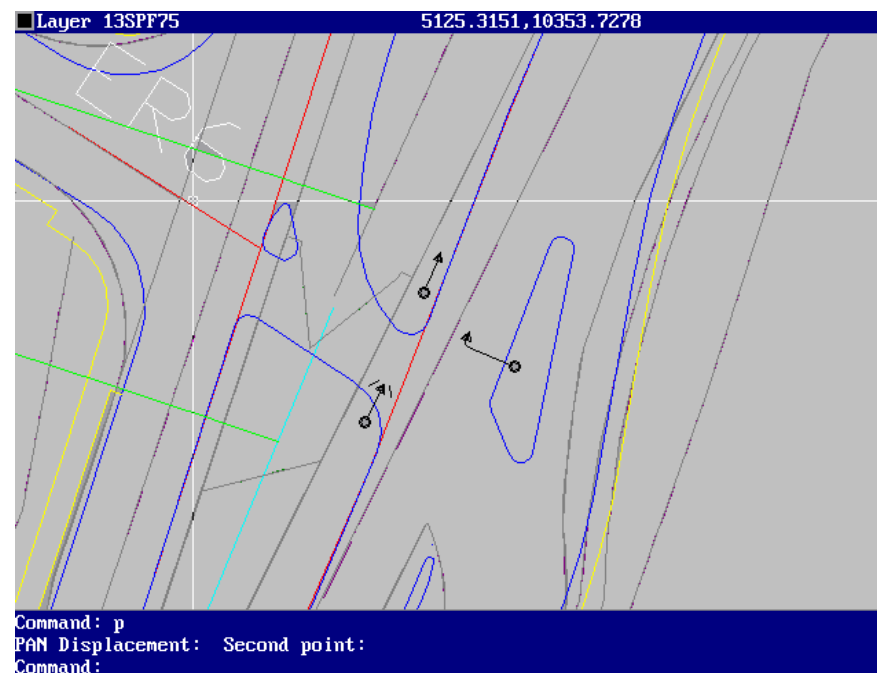 Layer 13SPF75 5125.3151,10353.7278
Command: p
PAN Displacement: Second point:
Command: